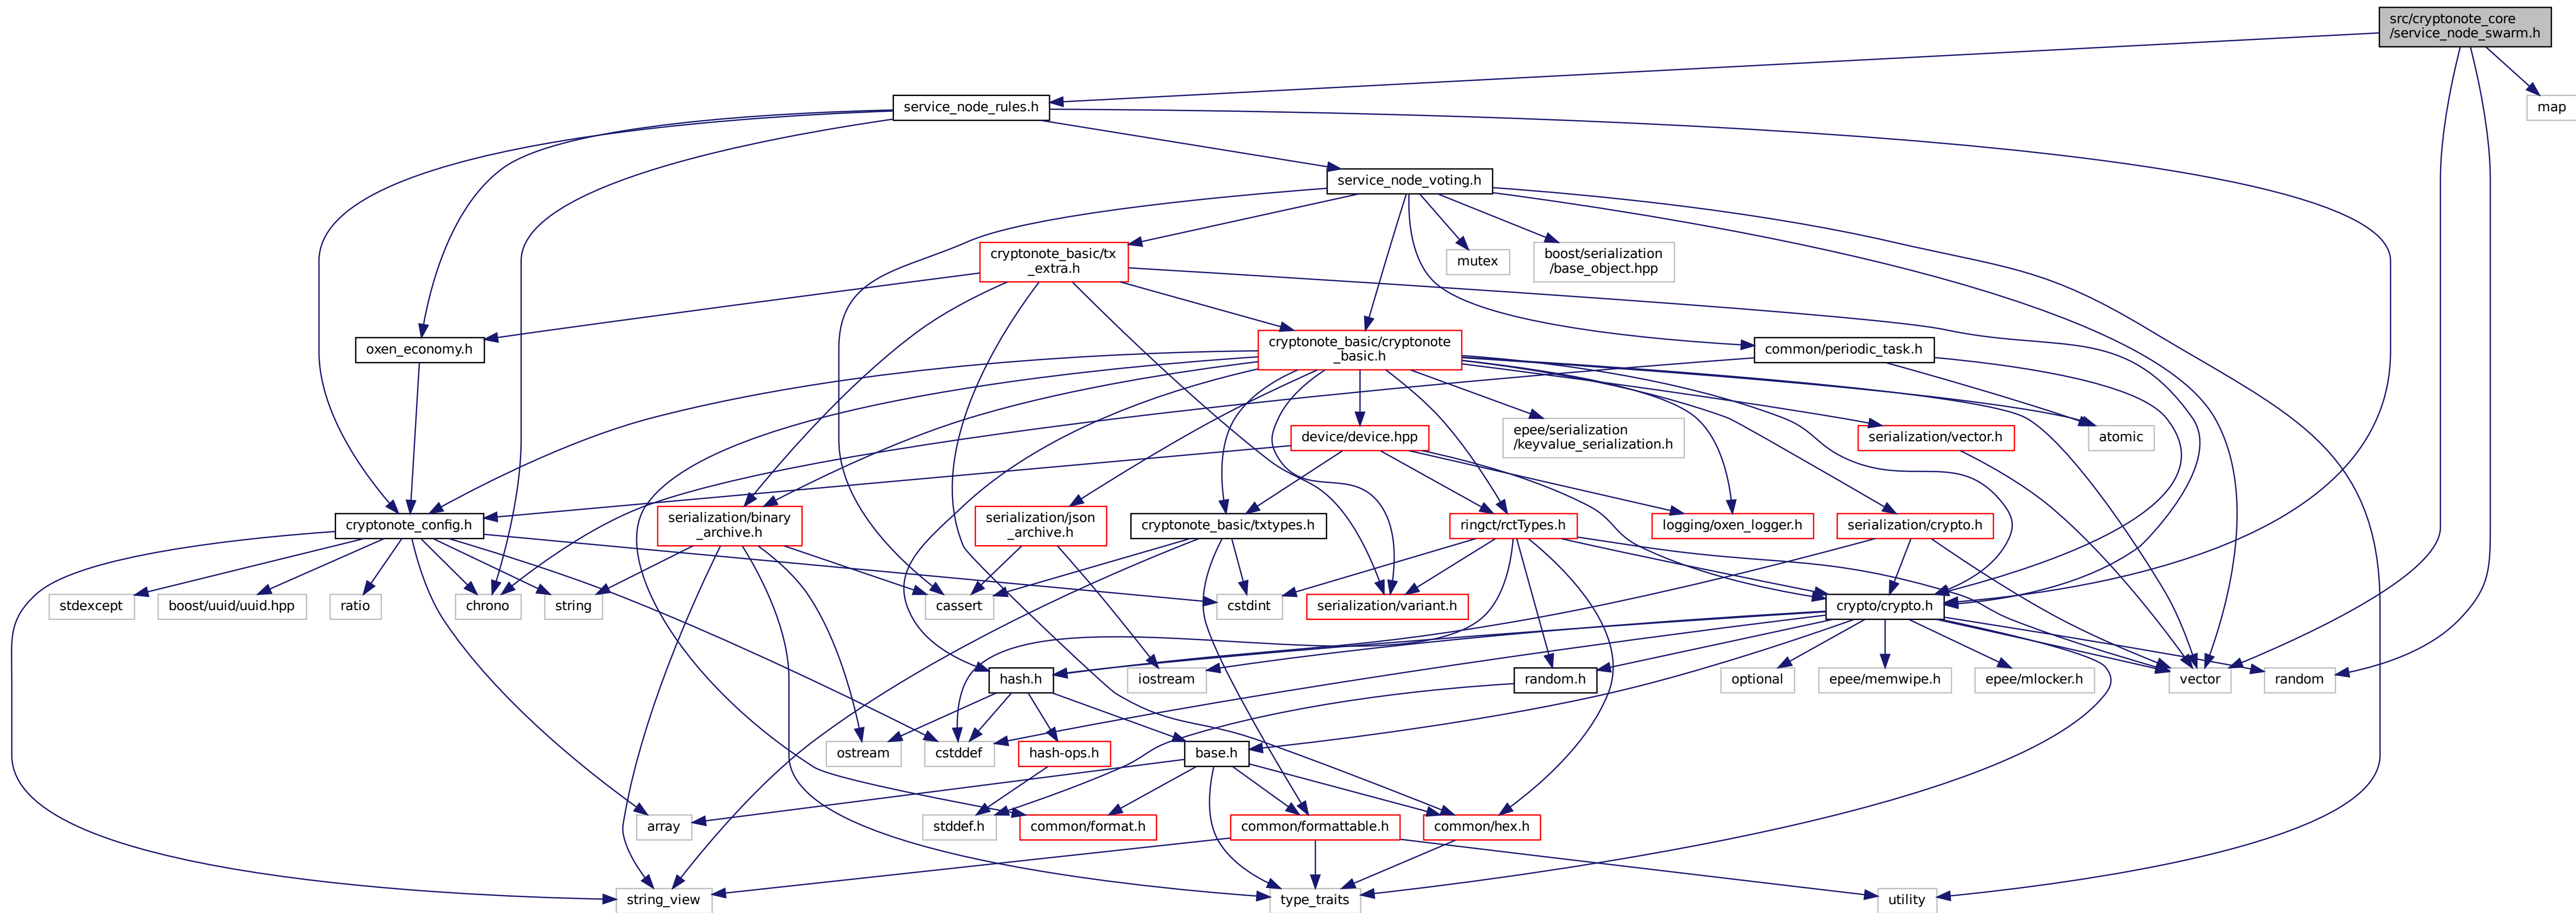 src/cryptonote_core
/service_node_swarm.h
service_node_rules.h
map
service_node_voting.h
cryptonote_basic/tx
_extra.h
mutex
boost/serialization
/base_object.hpp
oxen_economy.h
cryptonote_basic/cryptonote
_basic.h
common/periodic_task.h
device/device.hpp
epee/serialization
/keyvalue_serialization.h
serialization/vector.h
atomic
cryptonote_config.h
serialization/binary
_archive.h
serialization/json
_archive.h
cryptonote_basic/txtypes.h
ringct/rctTypes.h
logging/oxen_logger.h
serialization/crypto.h
stdexcept
boost/uuid/uuid.hpp
ratio
chrono
string
cassert
cstdint
serialization/variant.h
crypto/crypto.h
hash.h
iostream
random.h
optional
epee/memwipe.h
epee/mlocker.h
vector
random
ostream
cstddef
hash-ops.h
base.h
array
stddef.h
common/format.h
common/formattable.h
common/hex.h
string_view
type_traits
utility